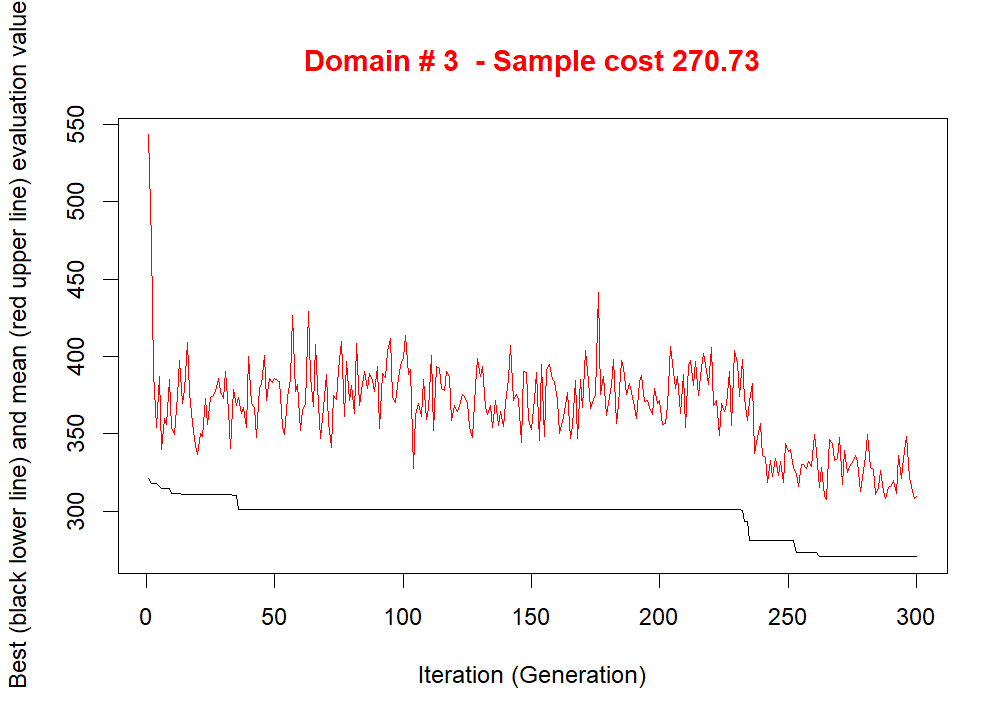 Domain # 3  - Sample cost 270.73
Best (black lower line) and mean (red upper line) evaluation value
550
500
450
400
350
300
0 50 100 150 200 250 300
Iteration (Generation)